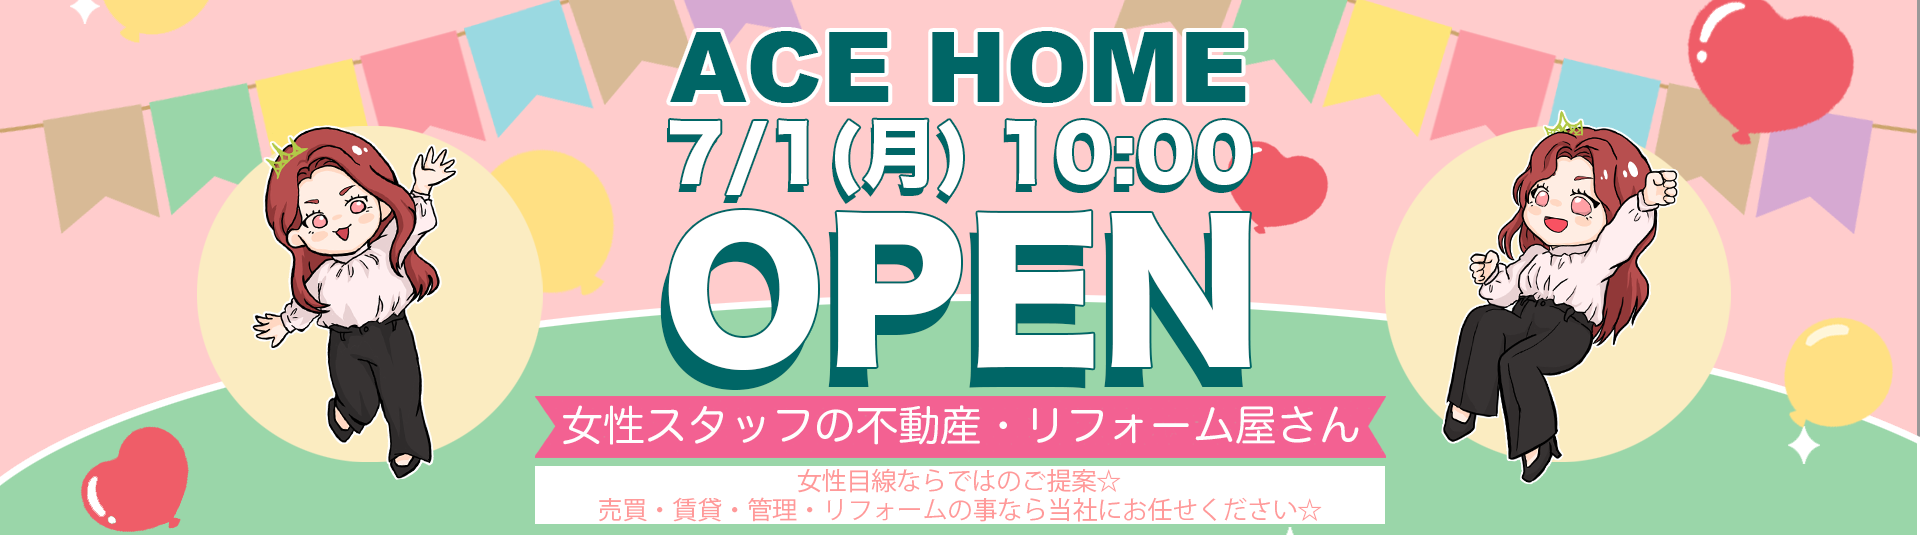 ACE HOME
7/1(月) 10:00
OPEN
女性スタッフの不動産・リフォーム屋さん
女性目線ならではのご提案☆
売買・賃貸・管理・リフォームの事なら当社にお任せください☆